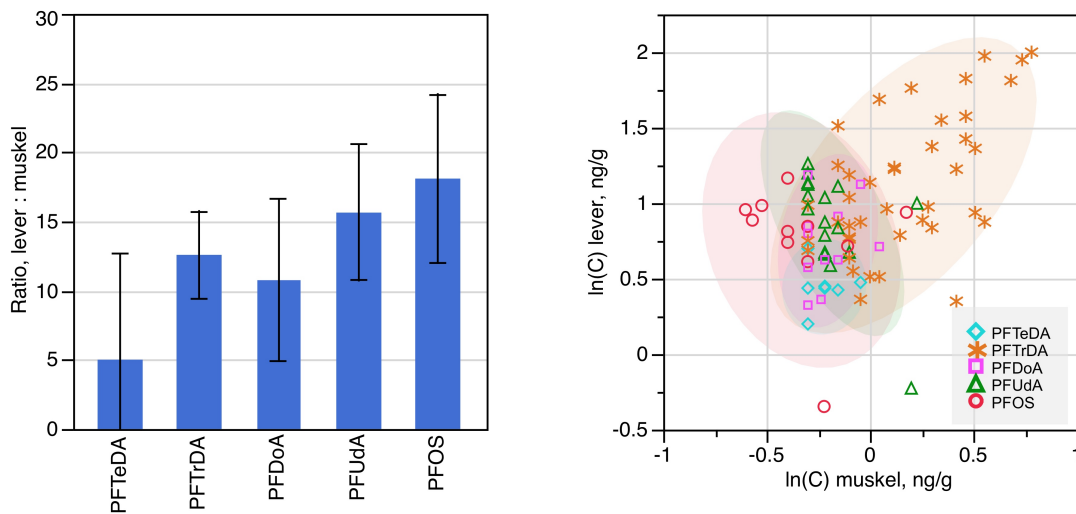 30
25
20
15
10
5
0
Ratio, lever : muskel
PFTeDA
PFTrDA
PFDoA
PFUdA
PFOS
2
1.5
1
0.5
0
-0.5
ln(C) lever, ng/g
-1
-0.5
0
0.5
1
ln(C) muskel, ng/g
PFTeDA
PFTrDA
PFDoA
PFUdA
PFOS